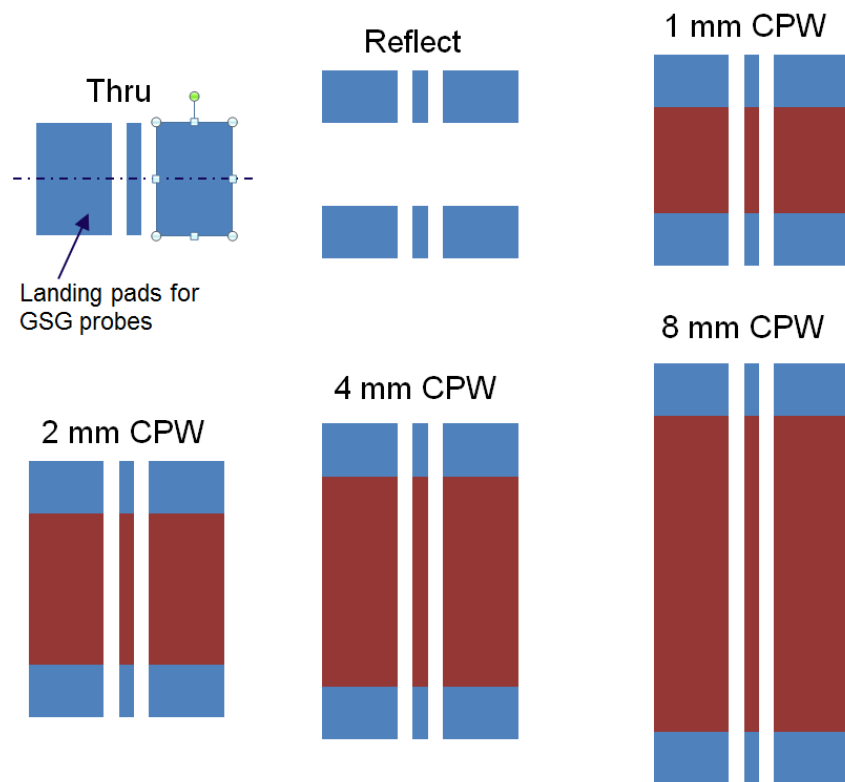 Thru
Reflect
1 mm CPW
Landing pads for
GSG probes
2 mm CPW
4 mm CPW
8 mm CPW